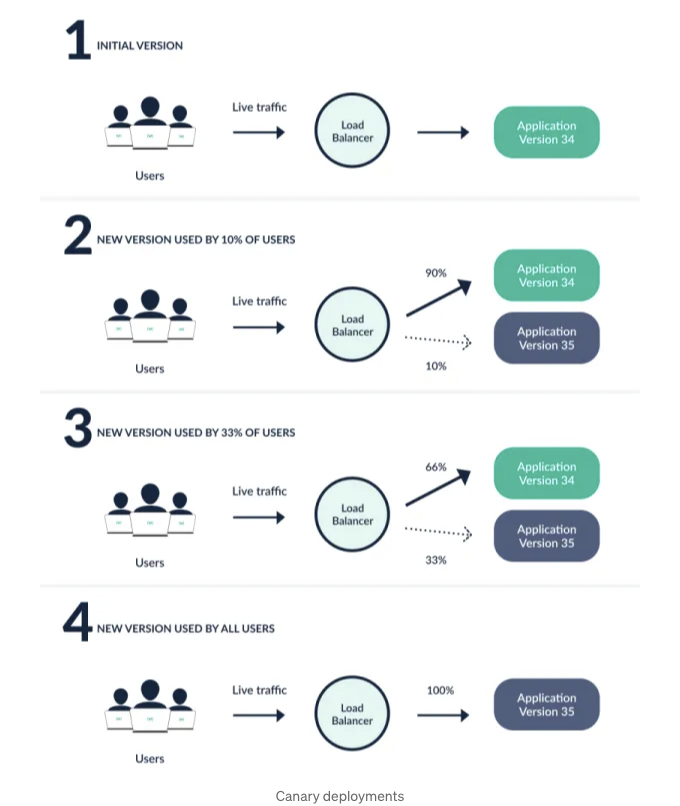 1 INITIAL VERSION
Live traffic
Load
Balancer
Application
Version 34
Users
2 NEW VERSION USED BY 10% OF USERS
Live traffic
Load
Balancer
90%
10%
Application
Version 34
Application
Version 35
Users
3 NEW VERSION USED BY 33% OF USERS
Live traffic
Load
Balancer
66%
33%
Application
Version 34
Application
Version 35
Users
4 NEW VERSION USED BY ALL USERS
Live traffic
Load
Balancer
100%
Application
Version 35
Users
Canary deployments